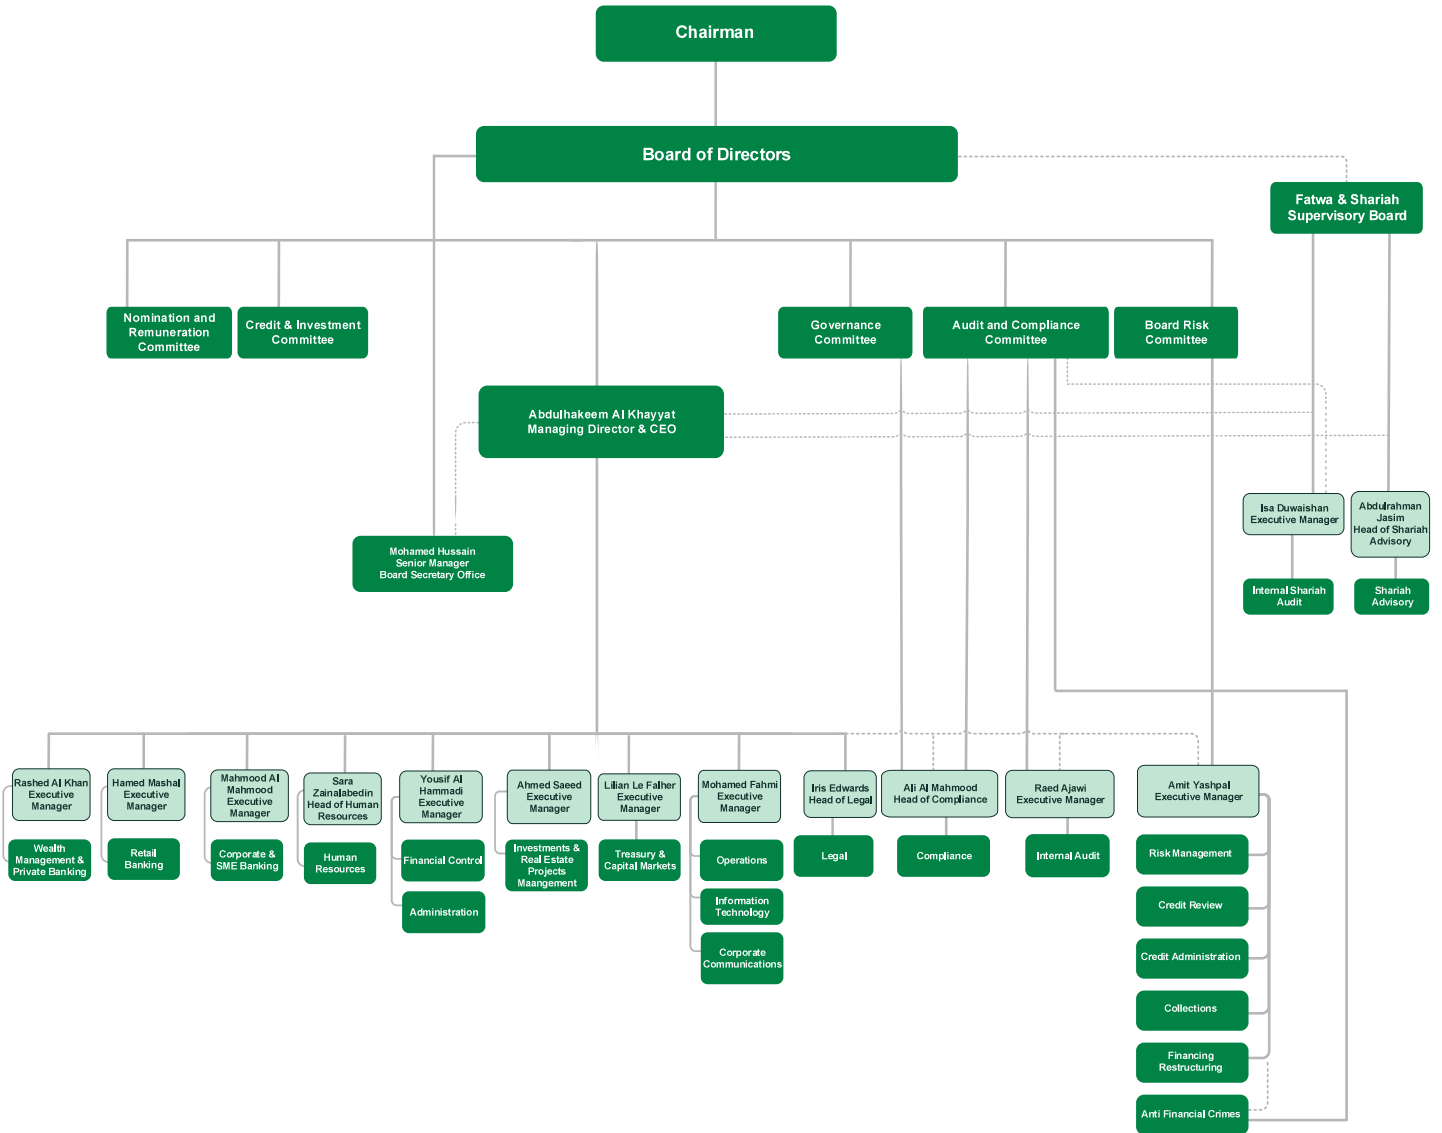 Chairman
Board of Directors
Fatwa & Shariah
Supervisory Board
Nomination and
Remuneration
Committee
Credit & Investment
Committee
Governance
Committee
Audit and Compliance
Committee
Board Risk
Committee
Abdulhakeem Al Khayyat
Managing Director & CEO
Isa Duwaishan
Executive Manager
Abdulrahman
Jasim
Head of Shariah
Advisory
Mohamed Hussain
Senior Manager
Board Secretary Office
Internal Shariah
Audit
Shariah
Advisory
Rashed Al Khan
Executive
Manager
Hamed Mashal
Executive
Manager
Mahmood Al
Mahmood
Executive
Manager
Sara
Zainalabedin
Head of Human
Resources
Yousif Al
Hammadi
Executive
Manager
Ahmed Saeed
Executive
Manager
Lilian Le Falher
Executive
Manager
Mohamed Fahmi
Executive
Manager
Iris Edwards
Head of Legal
Ali Al Mahmood
Head of Compliance
Raed Ajawi
Executive Manager
Amit Yashpal
Executive Manager
Wealth
Management &
Private Banking
Retail
Banking
Corporate &
SME Banking
Human
Resources
Financial Control
Administration
Investments &
Real Estate
Projects
Maangement
Treasury &
Capital Markets
Operations
Information
Technology
Corporate
Communications
Legal
Compliance
Internal Audit
Risk Management
Credit Review
Credit Administration
Collections
Financing
Restructuring
Anti Financial Crimes